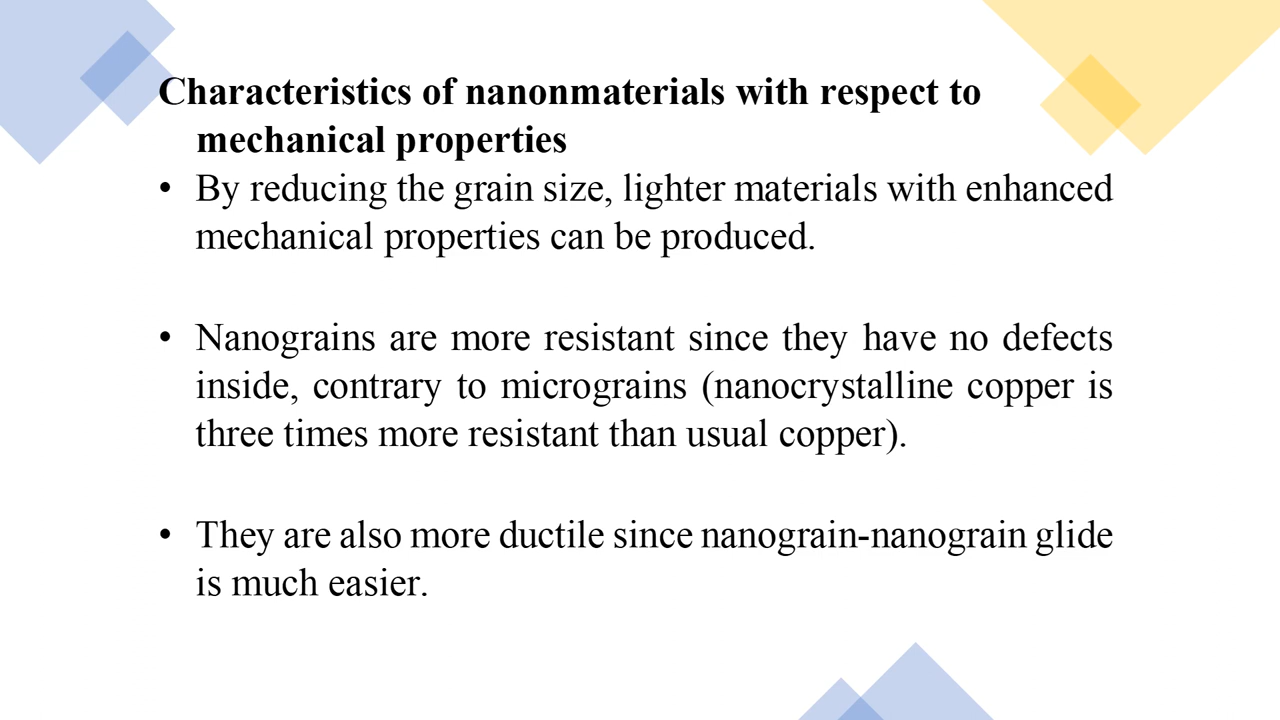 Characteristics of nanonmaterials with respect to
mechanical properties
• By reducing the grain size, lighter materials with enhanced
mechanical properties can be produced.
• Nanograins are more resistant since they have no defects
inside, contrary to micrograins (nanocrystalline copper is
three times more resistant than usual copper).
• They are also more ductile since nanograin-nanograin glide
is much easier.